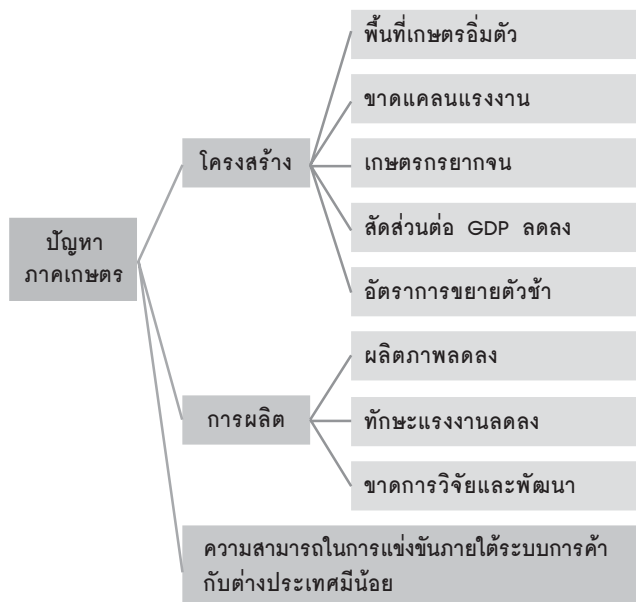 ปัญหา
ภาคเกษตร
โครงสร้าง
พื้นที่เกษตรอิ่มตัว
ขาดแคลนแรงงาน
เกษตรกรยากจน
สัดส่วนต่อ GDP ลดลง
อัตราการขยายตัวช้า
การผลิต
ผลิตภาพลดลง
ทักษะแรงงานลดลง
ขาดการวิจัยและพัฒนา
ความสามารถในการแข่งขันภายใต้ระบบการค้า
กับต่างประเทศมีน้อย